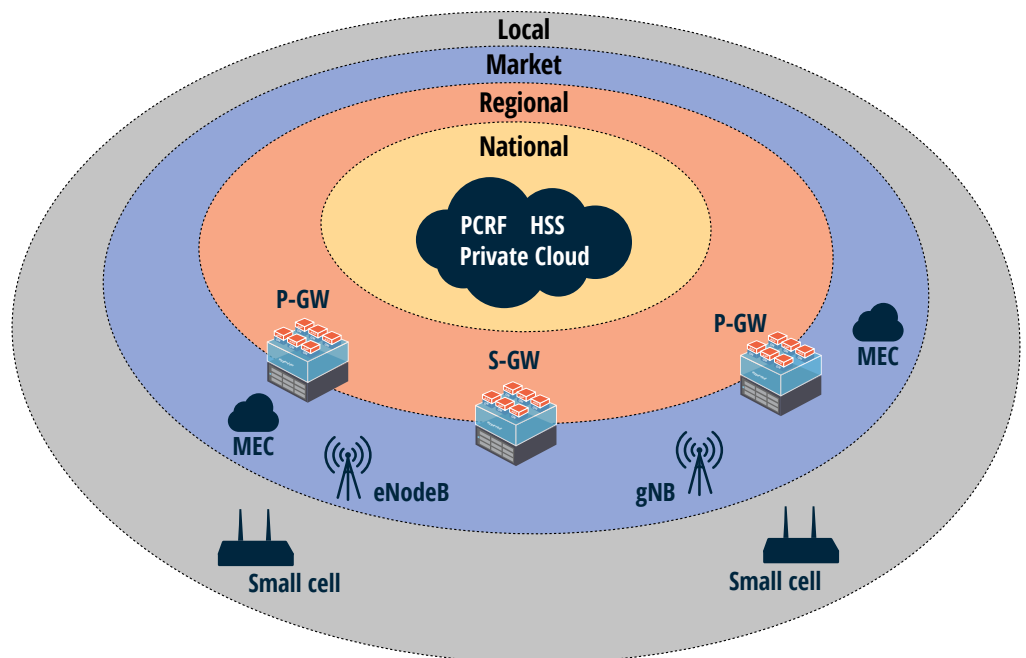 Local
Market
Regional
National
PCRF HSS
Private Cloud
P-GW
P-GW
S-GW
MEC
MEC
eNodeB
gNB
Small cell
Small cell